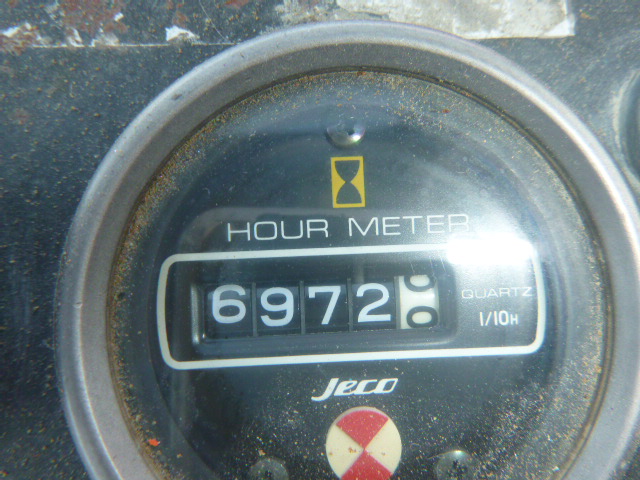 HOUR METER
69720
QUARTZ
1/10H
Jeco